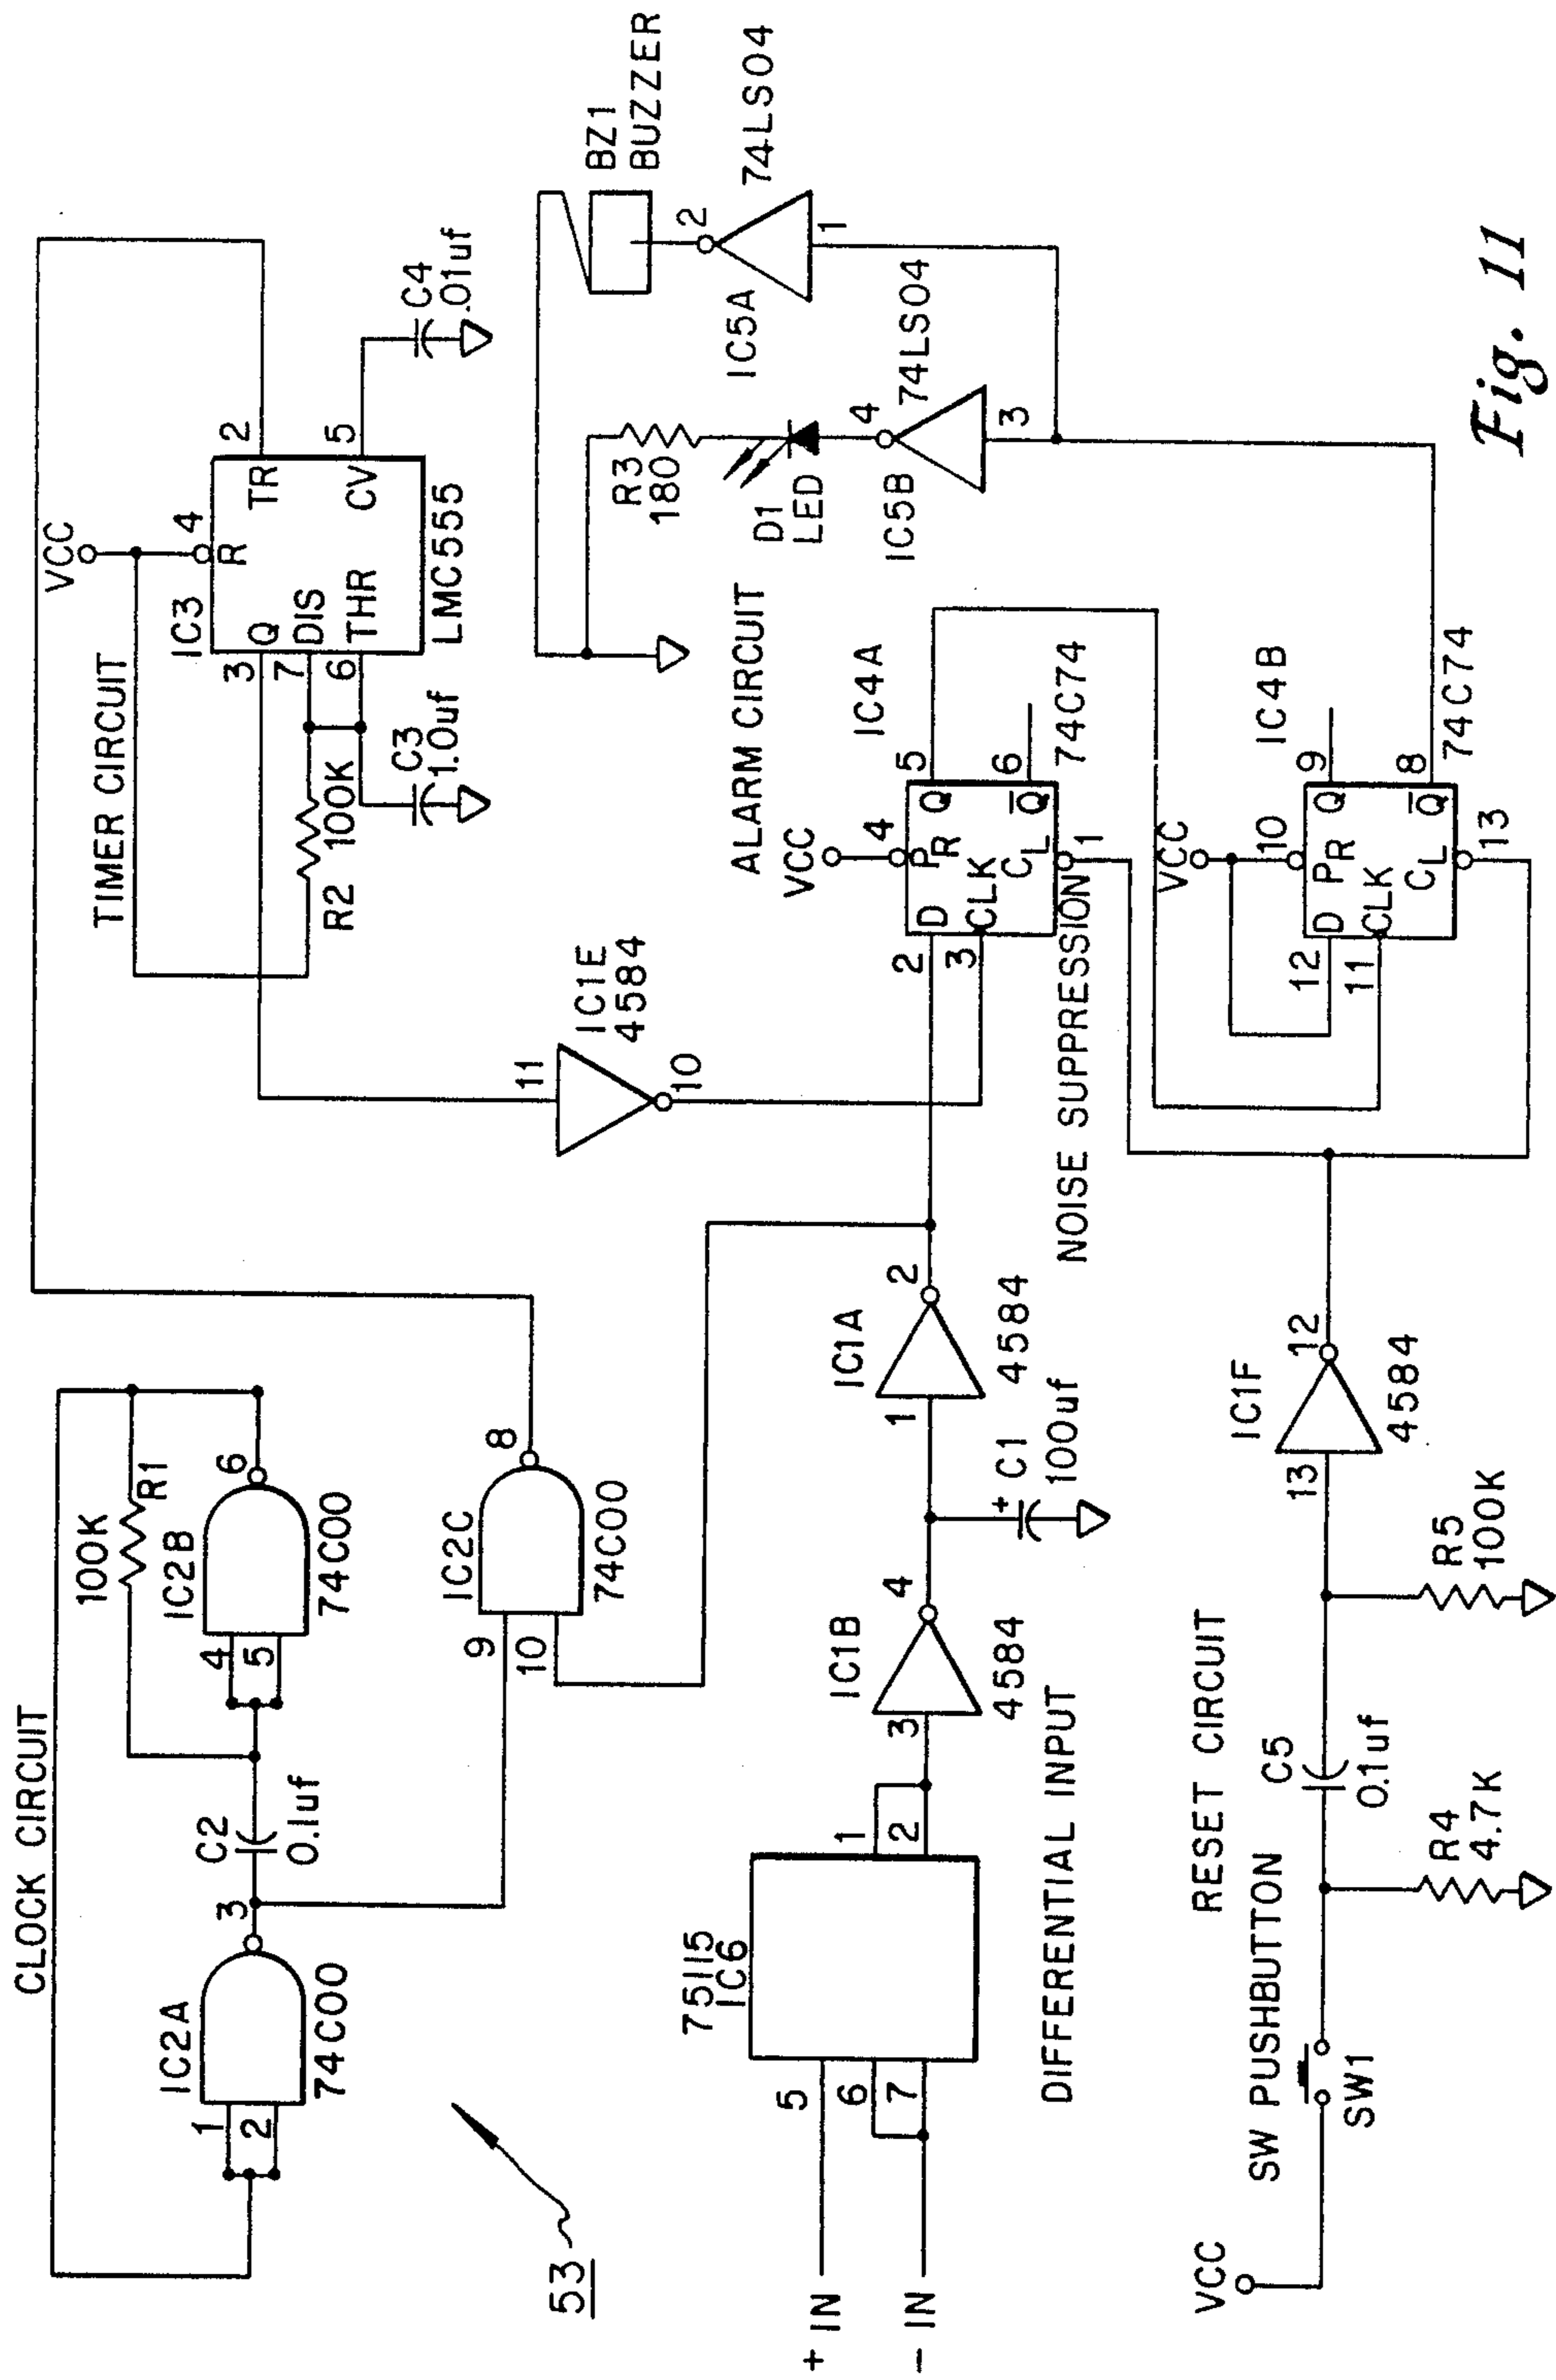 CLOCK CIRCUIT
IC2A
1
2
3
74C00
C2
0.1uf
100K
R1
IC2B
4
5
6
74C00
IC2C
9
10
8
74C00
53
TIMER CIRCUIT
VCC
IC3
3
7
6
4
2
5
Q
DIS
THR
R
TR
CV
LMC555
R2
100K
C3
1.0uf
C4
.01uf
IC1E
4584
11
10
BZ1
BUZZER
R3
180
D1
LED
IC5B
74LS04
4
3
IC5A
74LS04
2
1
75115
IC6
+ IN
- IN
5
6
7
1
2
DIFFERENTIAL INPUT
IC1B
3
4
4584
C1
+
100uf
IC1A
1
2
4584
NOISE SUPPRESSION
ALARM CIRCUIT
VCC
IC4A
4
2
3
5
6
1
D
PR
Q
CLK
CL
Q
74C74
VCC
SW PUSHBUTTON
SW1
RESET CIRCUIT
R4
4.7K
C5
0.1uf
R5
100K
IC1F
13
12
4584
VCC
IC4B
10
12
11
9
8
13
D
PR
Q
CLK
CL
Q
74C74
Fig. 11